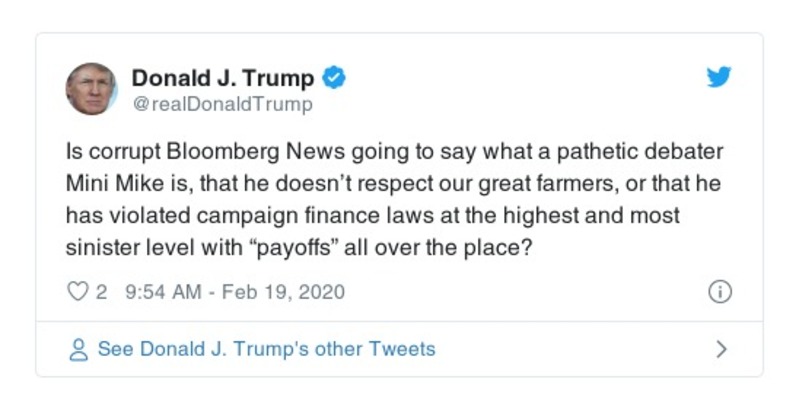 Donald J. Trump
@realDonaldTrump
Is corrupt Bloomberg News going to say what a pathetic debater
Mini Mike is, that he doesn’t respect our great farmers, or that he
has violated campaign finance laws at the highest and most
sinister level with “payoffs” all over the place?
2 9:54 AM - Feb 19, 2020
See Donald J. Trump's other Tweets